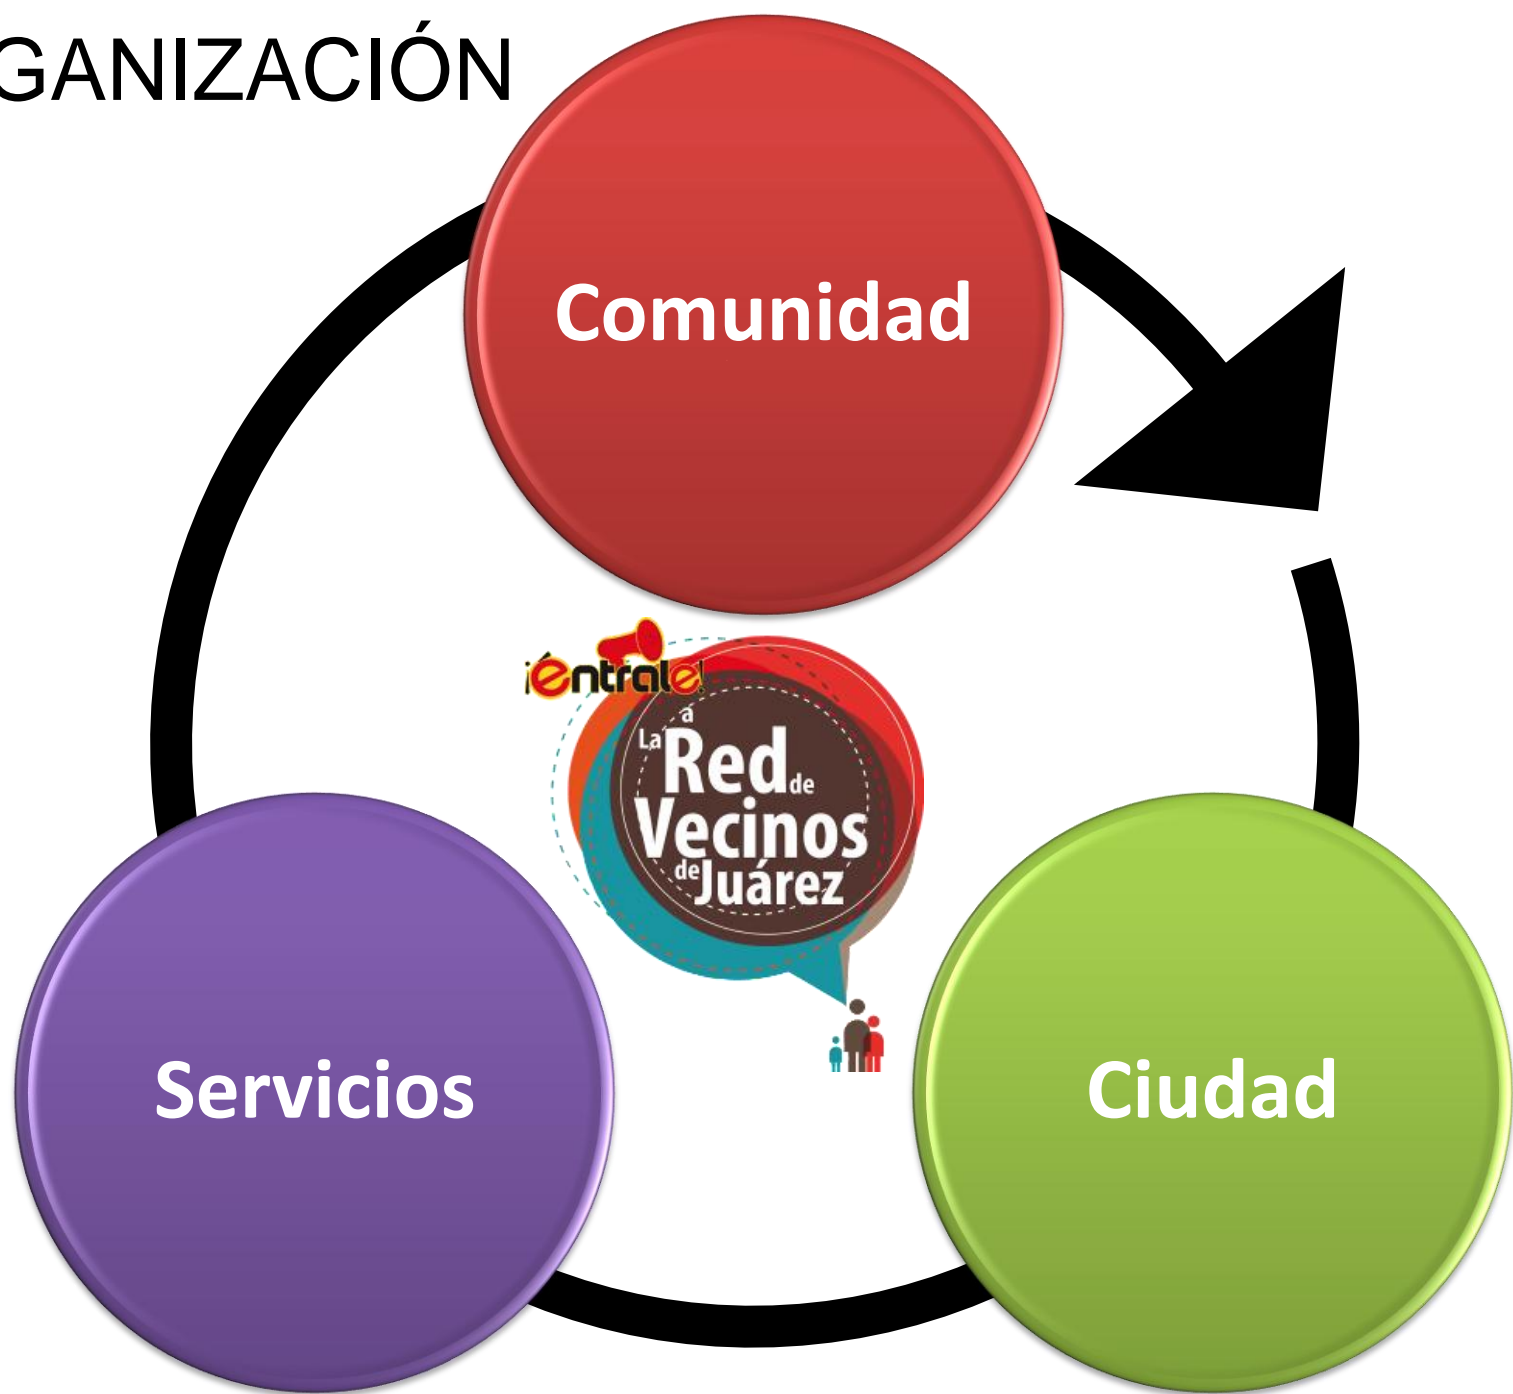 GANIZACIÓN
Comunidad
¡éntrale!
a
La Red de
Vecinos
de Juárez
Servicios
Ciudad